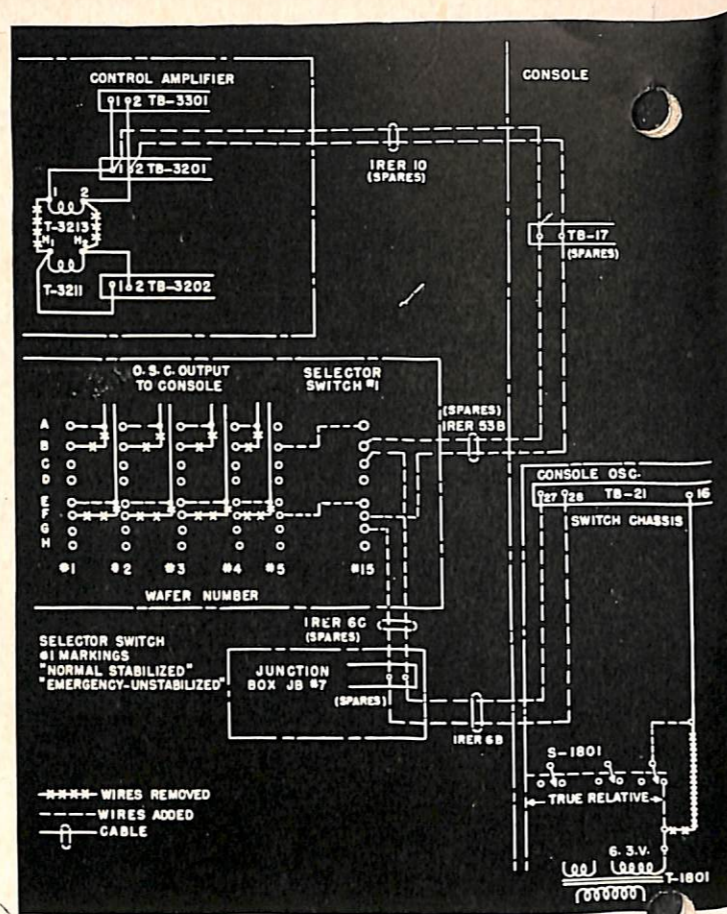 CONTROL AMPLIFIER
1 2 TB-3301
1 2 TB-3201
1 2
T-3213
H1 H2
T-3211
1 2 TB-3202
IRER 10
(SPARES)
CONSOLE
TB-17
(SPARES)
O.S.C. OUTPUT
TO CONSOLE
SELECTOR
SWITCH #1
A
B
C
D
E
F
G
H
#1 #2 #3 #4 #5 #15
WAFER NUMBER
(SPARES)
IRER 53B
CONSOLE OSC.
27 28 TB-21 16
SWITCH CHASSIS
IRER 6C
(SPARES)
SELECTOR SWITCH
#1 MARKINGS
"NORMAL STABILIZED"
"EMERGENCY-UNSTABILIZED"
JUNCTION
BOX JB #7
(SPARES)
IRER 6B
S-1801
TRUE RELATIVE
6.3.V.
T-1801
WIRES REMOVED
WIRES ADDED
CABLE